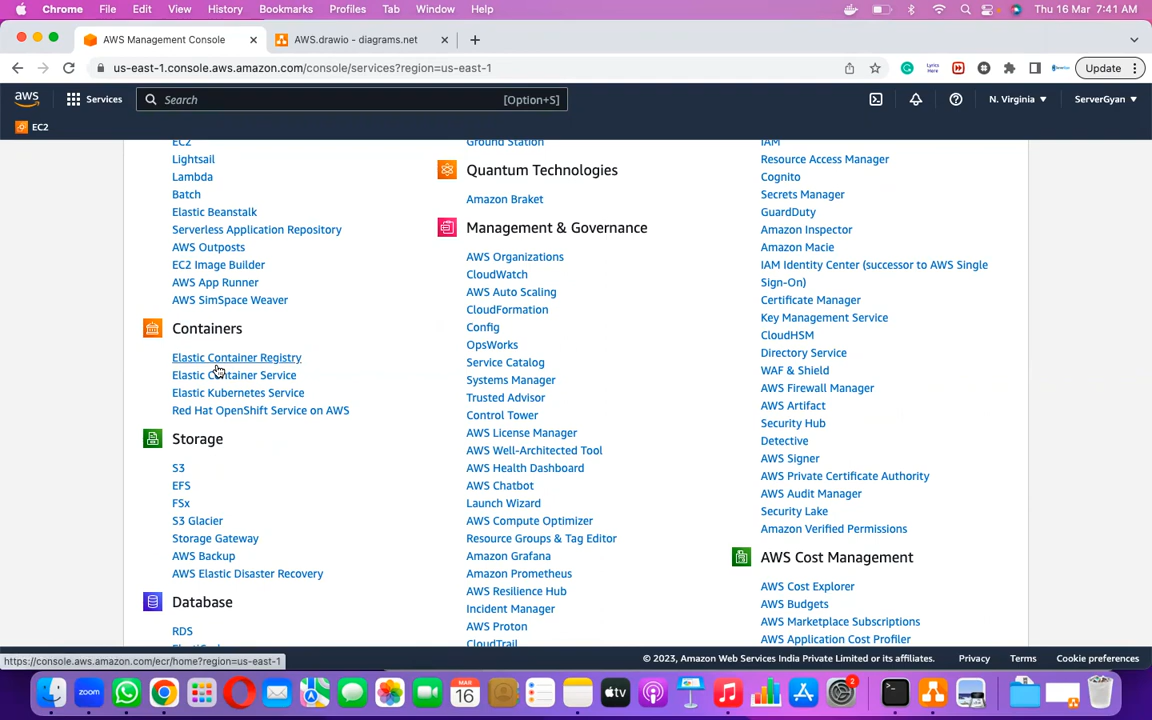 Chrome File Edit View History Bookmarks Profiles Tab Window Help Thu 16 Mar 7:41 AM
AWS Management Console AWS.drawio - diagrams.net
us-east-1.console.aws.amazon.com/console/services?region=us-east-1 Update
aws Services Search [Option+S] N. Virginia ServerGyan
EC2
EC2
Lightsail
Lambda
Batch
Elastic Beanstalk
Serverless Application Repository
AWS Outposts
EC2 Image Builder
AWS App Runner
AWS SimSpace Weaver
Containers
Elastic Container Registry
Elastic Container Service
Elastic Kubernetes Service
Red Hat OpenShift Service on AWS
Storage
S3
EFS
FSx
S3 Glacier
Storage Gateway
AWS Backup
AWS Elastic Disaster Recovery
Database
RDS
Ground Station
Quantum Technologies
Amazon Braket
Management & Governance
AWS Organizations
CloudWatch
AWS Auto Scaling
CloudFormation
Config
OpsWorks
Service Catalog
Systems Manager
Trusted Advisor
Control Tower
AWS License Manager
AWS Well-Architected Tool
AWS Health Dashboard
AWS Chatbot
Launch Wizard
AWS Compute Optimizer
Resource Groups & Tag Editor
Amazon Grafana
Amazon Prometheus
AWS Resilience Hub
Incident Manager
AWS Proton
CloudTrail
IAM
Resource Access Manager
Cognito
Secrets Manager
GuardDuty
Amazon Inspector
Amazon Macie
IAM Identity Center (successor to AWS Single
Sign-On)
Certificate Manager
Key Management Service
CloudHSM
Directory Service
WAF & Shield
AWS Firewall Manager
AWS Artifact
Security Hub
Detective
AWS Signer
AWS Private Certificate Authority
AWS Audit Manager
Security Lake
Amazon Verified Permissions
AWS Cost Management
AWS Cost Explorer
AWS Budgets
AWS Marketplace Subscriptions
AWS Application Cost Profiler
https://console.aws.amazon.com/ecr/home?region=us-east-1
© 2023, Amazon Web Services India Private Limited or its affiliates. Privacy Terms Cookie preferences
zoom MAR 16 tv 2